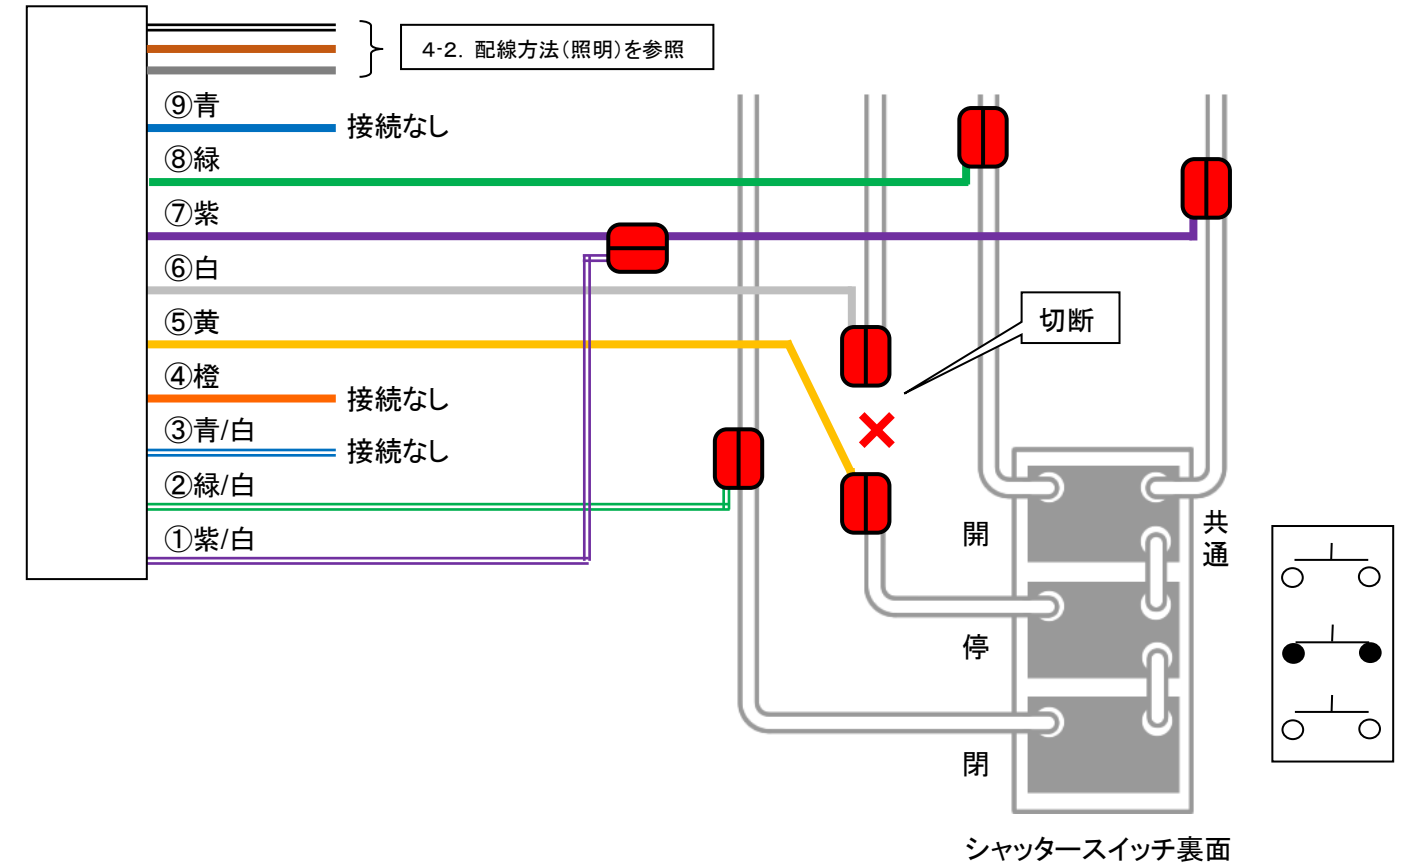 4-2. 配線方法(照明)を参照
⑨青
接続なし
⑧緑
⑦紫
⑥白
⑤黄
切断
④橙
接続なし
③青/白
接続なし
②緑/白
①紫/白
開
共通
停
閉
シャッタースイッチ裏面